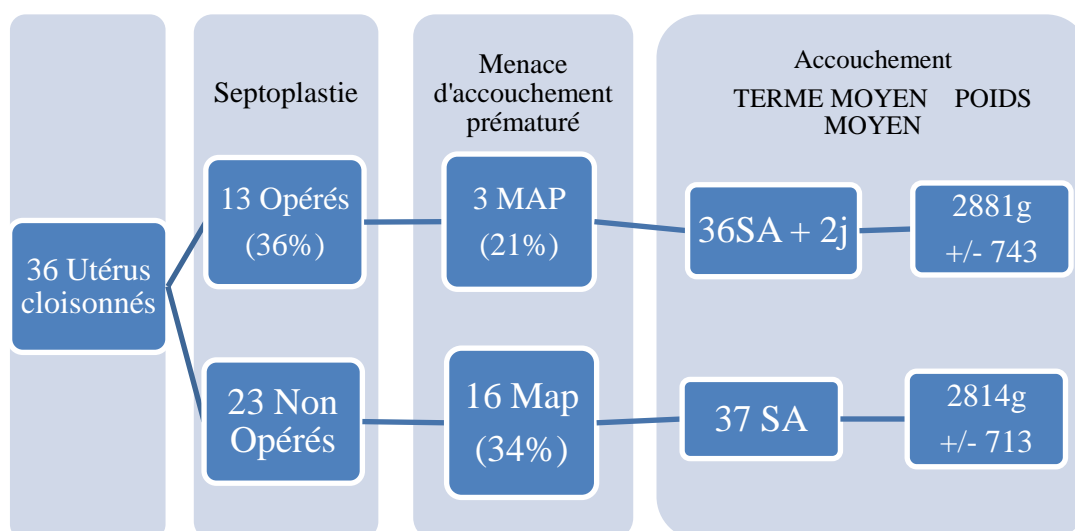 Septoplastie
Menace
d'accouchement
prématuré
Accouchement
TERME MOYEN POIDS
MOYEN
36 Utérus
cloisonnés
13 Opérés
(36%)
3 MAP
(21%)
36SA + 2j
2881g
+/- 743
23 Non
Opérés
16 Map
(34%)
37 SA
2814g
+/- 713